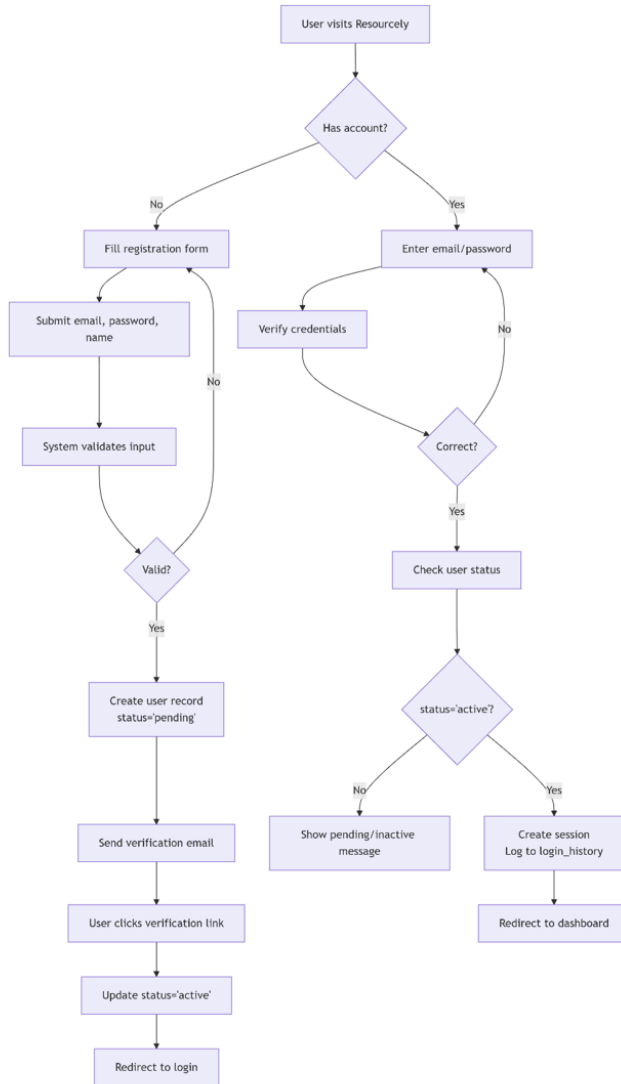 User visits Resourcely
Has account?
No
Yes
Fill registration form
Enter email/password
Submit email, password,
name
Verify credentials
No
No
System validates input
Correct?
Yes
Valid?
Check user status
Yes
Create user record
status='pending'
status='active'?
No
Yes
Send verification email
Show pending/inactive
message
Create session
Log to login_history
User clicks verification link
Redirect to dashboard
Update status='active'
Redirect to login